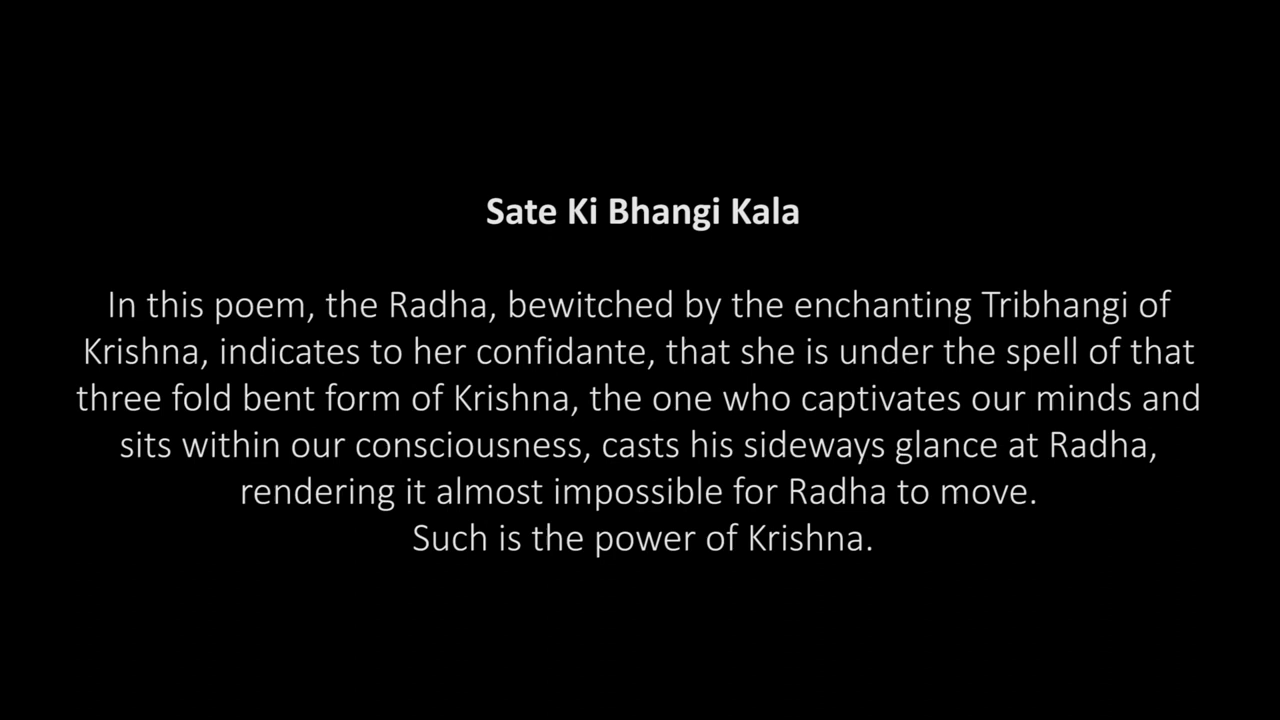 Sate Ki Bhangi Kala
In this poem, the Radha, bewitched by the enchanting Tribhangi of
Krishna, indicates to her confidante, that she is under the spell of that
three fold bent form of Krishna, the one who captivates our minds and
sits within our consciousness, casts his sideways glance at Radha,
rendering it almost impossible for Radha to move.
Such is the power of Krishna.